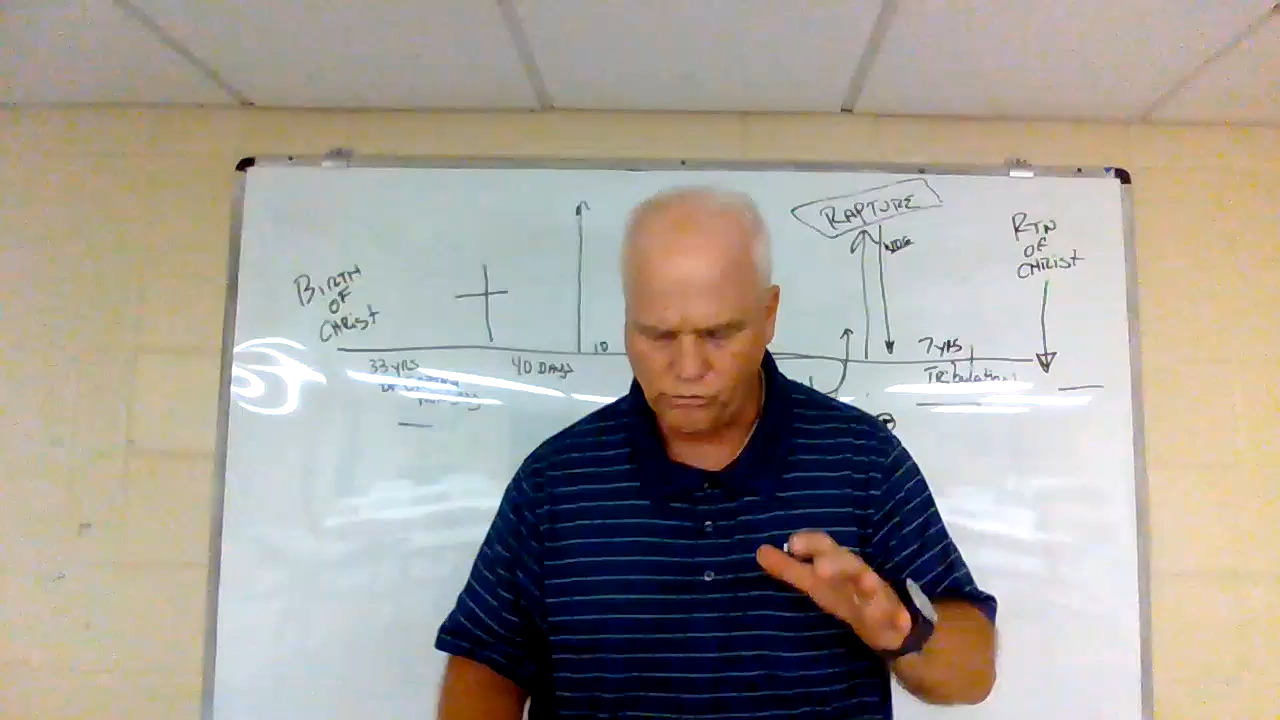 BIRTH
OF
CHRIST
33 YRS
40 DAYS
10
RAPTURE
7 YRS
Tribulation
RTN
OF
CHRIST